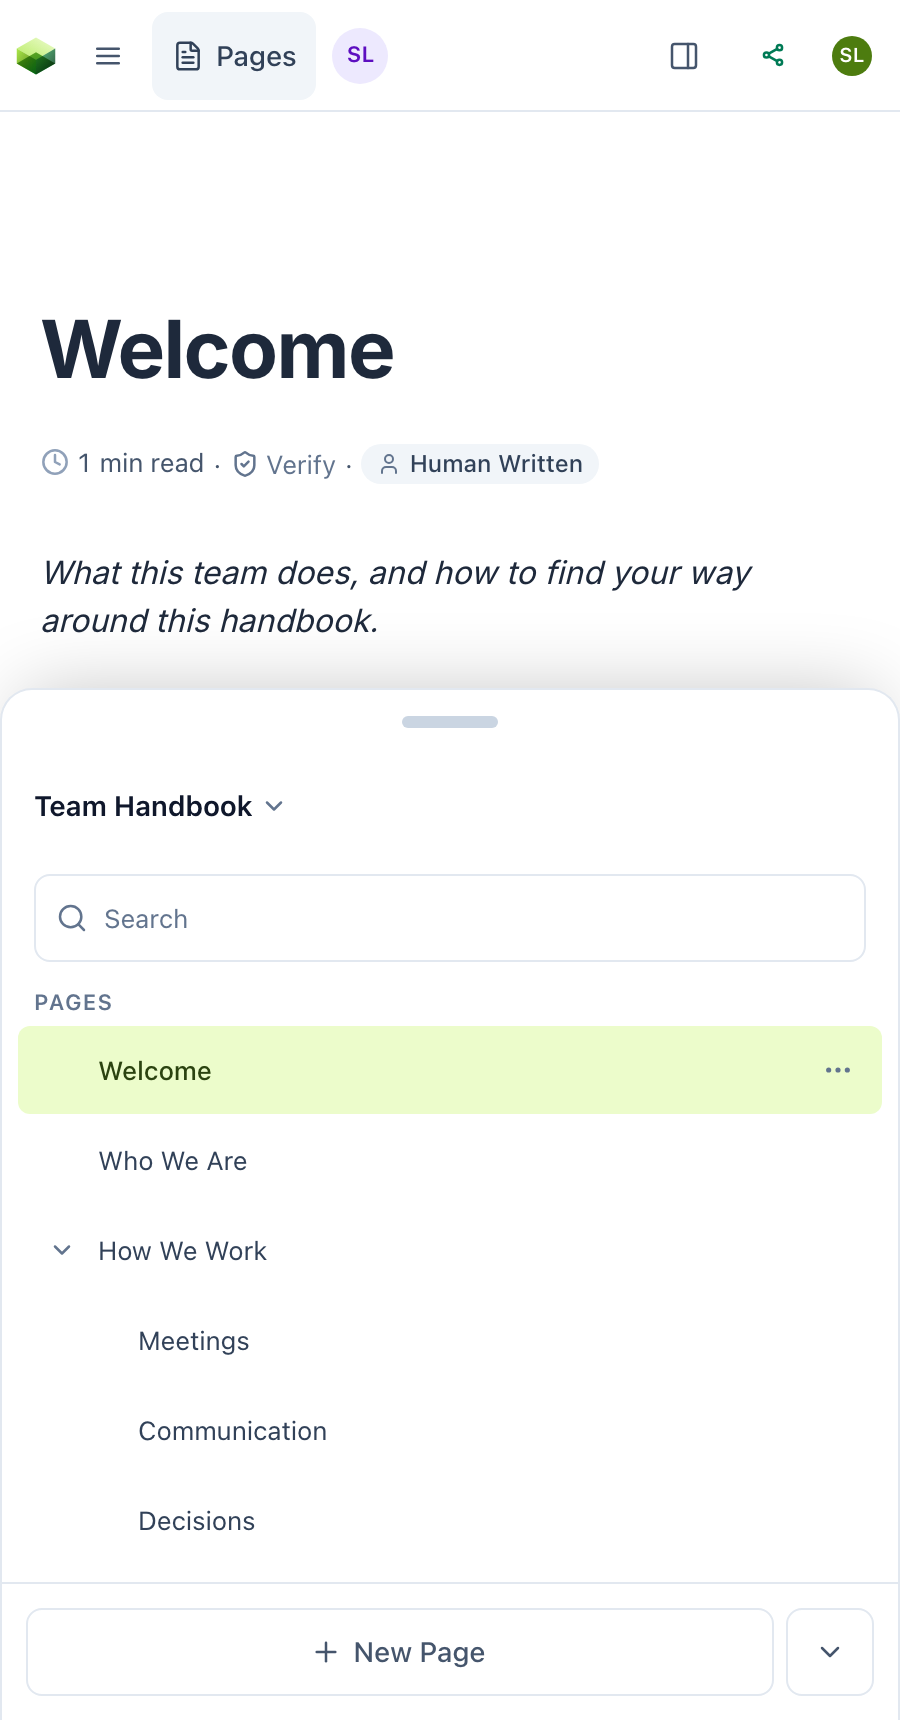 Pages
SL
SL
Welcome
1 min read · Verify · Human Written
What this team does, and how to find your way
around this handbook.
Team Handbook
Search
PAGES
Welcome
Who We Are
How We Work
Meetings
Communication
Decisions
New Page